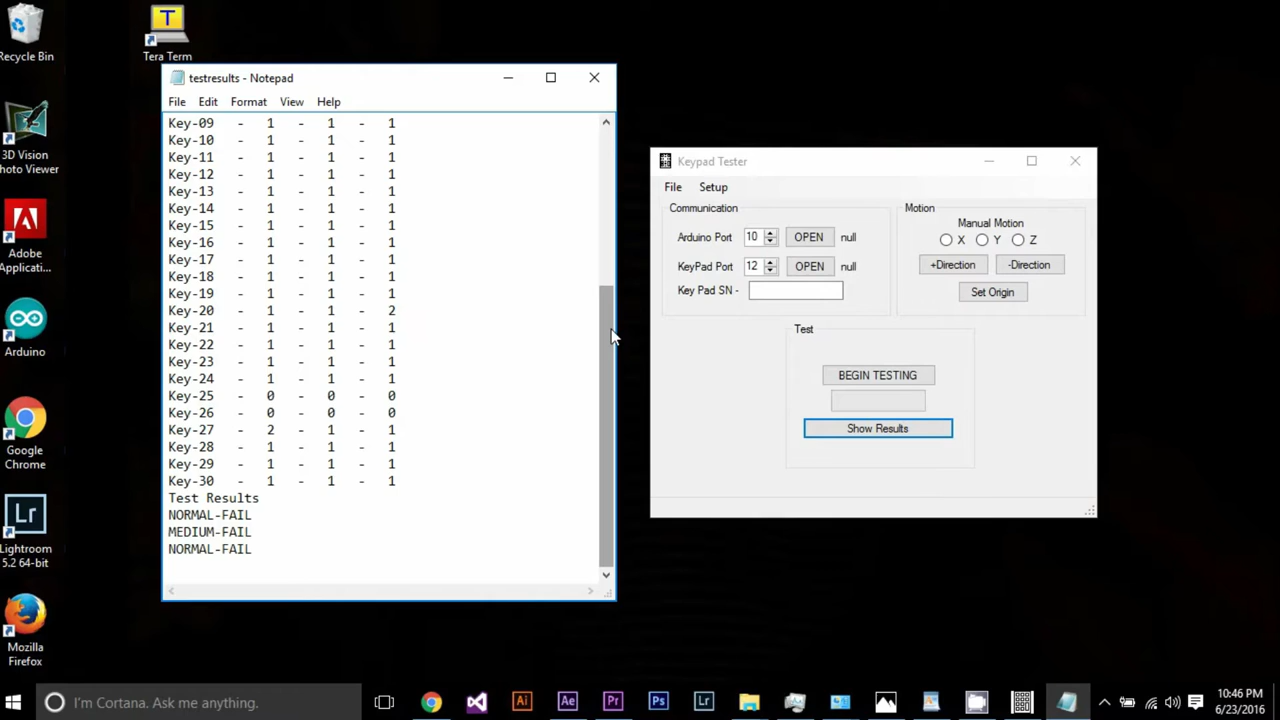 Recycle Bin
T
Tera Term
3D Vision
Photo Viewer
Adobe
Applicati...
Arduino
Google
Chrome
Lr
Lightroom
5.2 64-bit
Mozilla
Firefox
testresults - Notepad
File Edit Format View Help
Key-09 - 1 - 1 - 1
Key-10 - 1 - 1 - 1
Key-11 - 1 - 1 - 1
Key-12 - 1 - 1 - 1
Key-13 - 1 - 1 - 1
Key-14 - 1 - 1 - 1
Key-15 - 1 - 1 - 1
Key-16 - 1 - 1 - 1
Key-17 - 1 - 1 - 1
Key-18 - 1 - 1 - 1
Key-19 - 1 - 1 - 1
Key-20 - 1 - 1 - 2
Key-21 - 1 - 1 - 1
Key-22 - 1 - 1 - 1
Key-23 - 1 - 1 - 1
Key-24 - 1 - 1 - 1
Key-25 - 0 - 0 - 0
Key-26 - 0 - 0 - 0
Key-27 - 2 - 1 - 1
Key-28 - 1 - 1 - 1
Key-29 - 1 - 1 - 1
Key-30 - 1 - 1 - 1
Test Results
NORMAL-FAIL
MEDIUM-FAIL
NORMAL-FAIL
Keypad Tester
File Setup
Communication
Arduino Port 10 OPEN null
KeyPad Port 12 OPEN null
Key Pad SN -
Motion
Manual Motion
X Y Z
+Direction -Direction
Set Origin
Test
BEGIN TESTING
Show Results
I'm Cortana. Ask me anything.
Ai Ae Pr Ps Lr
10:46 PM
6/23/2016